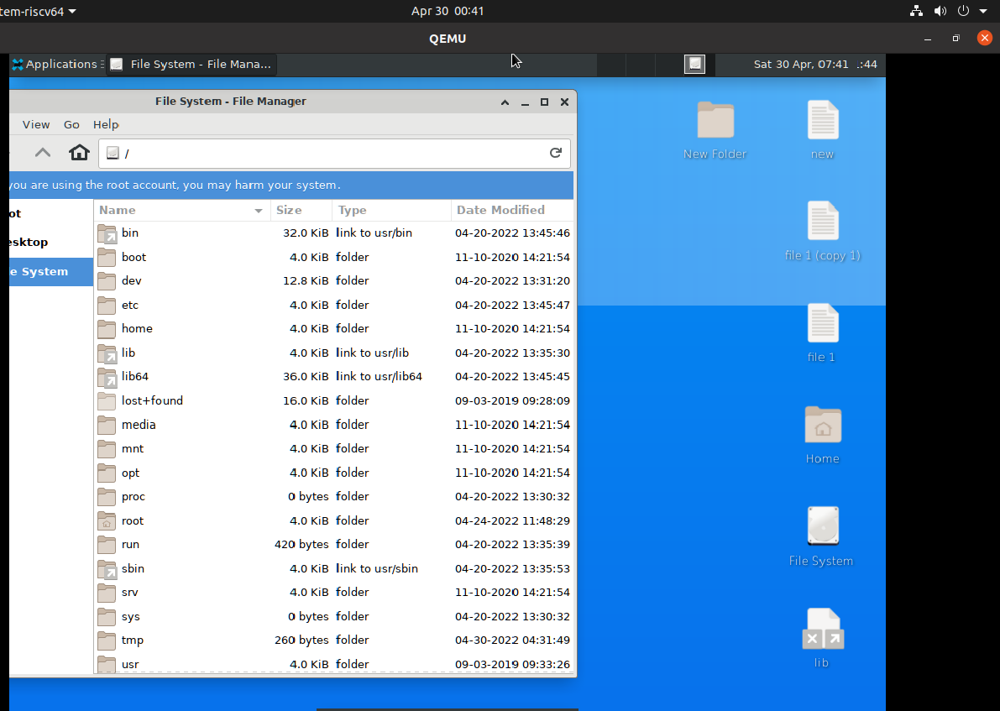 tem-riscv64
Apr 30 00:41
QEMU
Applications
File System - File Mana...
Sat 30 Apr, 07:41 .:44
File System - File Manager
View Go Help
/
you are using the root account, you may harm your system.
ot
esktop
le System
Name Size Type Date Modified
bin 32.0 KiB link to usr/bin 04-20-2022 13:45:46
boot 4.0 KiB folder 11-10-2020 14:21:54
dev 12.8 KiB folder 04-20-2022 13:31:20
etc 4.0 KiB folder 04-20-2022 13:45:47
home 4.0 KiB folder 11-10-2020 14:21:54
lib 4.0 KiB link to usr/lib 04-20-2022 13:35:30
lib64 36.0 KiB link to usr/lib64 04-20-2022 13:45:45
lost+found 16.0 KiB folder 09-03-2019 09:28:09
media 4.0 KiB folder 11-10-2020 14:21:54
mnt 4.0 KiB folder 11-10-2020 14:21:54
opt 4.0 KiB folder 11-10-2020 14:21:54
proc 0 bytes folder 04-20-2022 13:30:32
root 4.0 KiB folder 04-24-2022 11:48:29
run 420 bytes folder 04-20-2022 13:35:39
sbin 4.0 KiB link to usr/sbin 04-20-2022 13:35:53
srv 4.0 KiB folder 11-10-2020 14:21:54
sys 0 bytes folder 04-20-2022 13:30:32
tmp 260 bytes folder 04-30-2022 04:31:49
usr 4.0 KiB folder 09-03-2019 09:33:26
New Folder
new
file 1 (copy 1)
file 1
Home
File System
lib